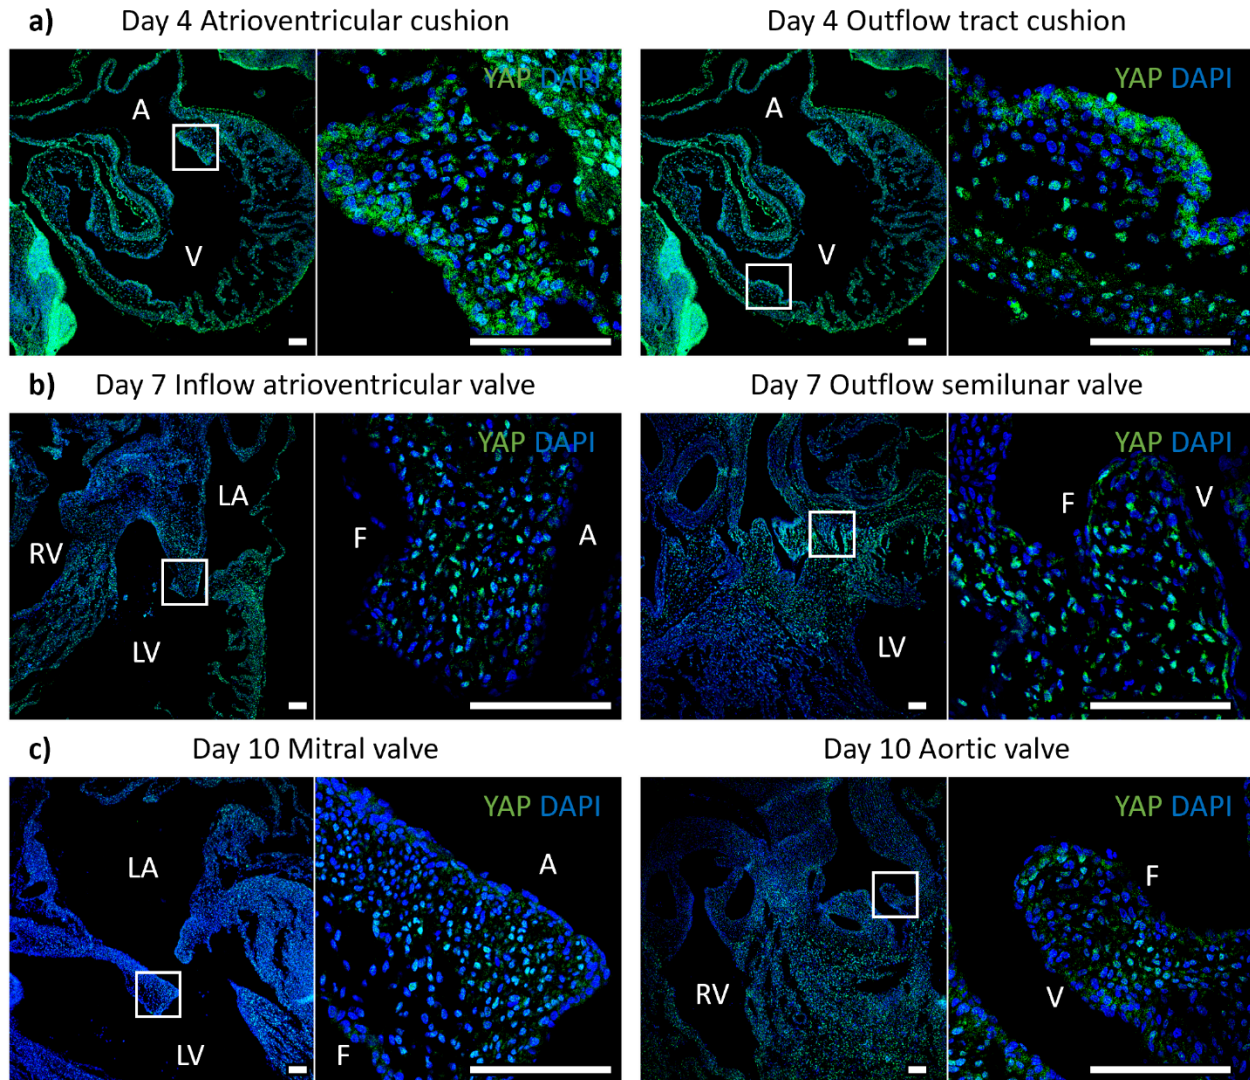 a) Day 4 Atrioventricular cushion
Day 4 Outflow tract cushion
A
V
YAP DAPI
A
V
YAP DAPI
b) Day 7 Inflow atrioventricular valve
Day 7 Outflow semilunar valve
LA
RV
LV
YAP DAPI
F
A
LV
YAP DAPI
F
V
c) Day 10 Mitral valve
Day 10 Aortic valve
LA
LV
YAP DAPI
A
F
RV
YAP DAPI
F
V